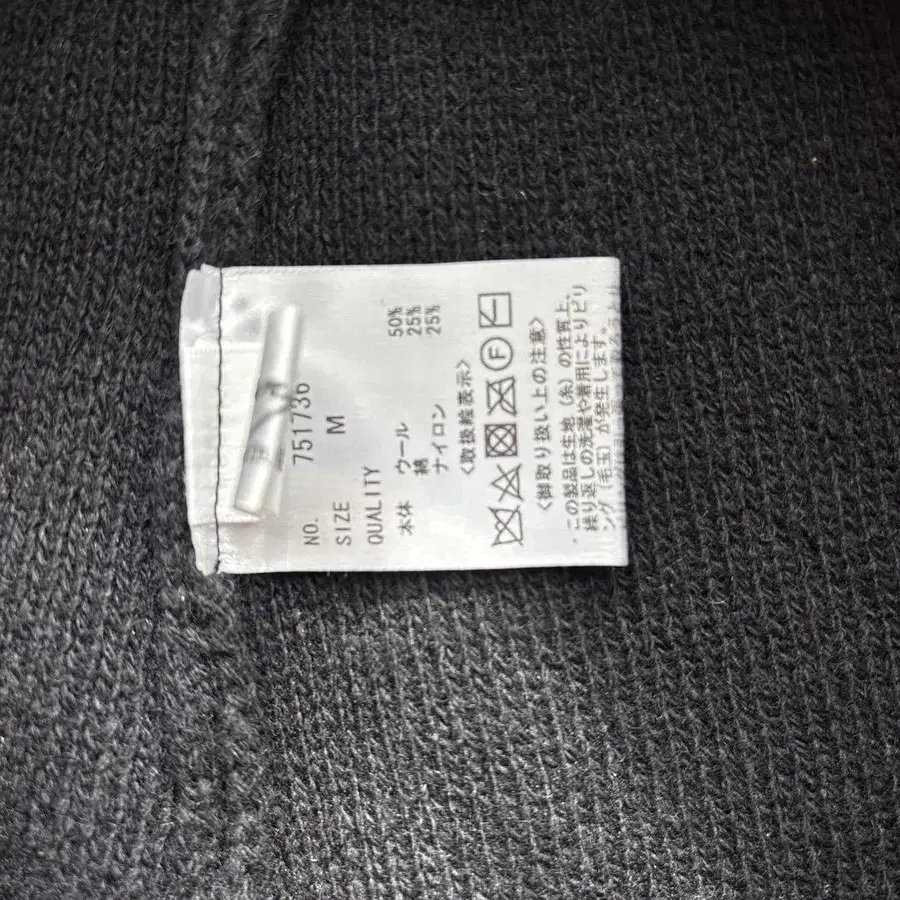 NO. 751736
SIZE M
QUALITY
本体 ウール 50%
綿 25%
ナイロン 25%
<取扱絵表示>
F
<御取り扱い上の注意>
・この製品は生地(糸)の性質上、
繰り返しの洗濯や着用によりピリ
ング(毛玉)が発生します。